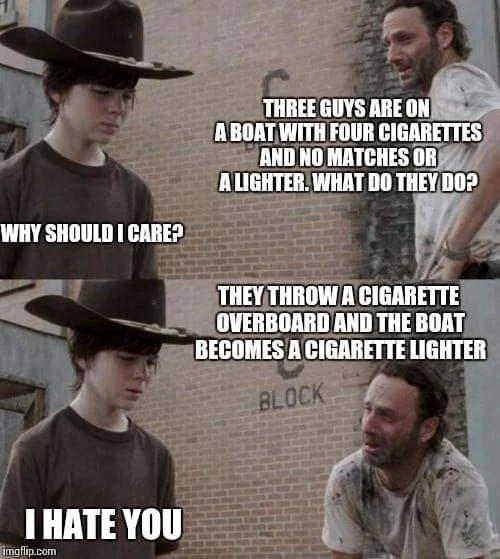 THREE GUYS ARE ON
A BOAT WITH FOUR CIGARETTES
AND NO MATCHES OR
A LIGHTER. WHAT DO THEY DO?
WHY SHOULD I CARE?
THEY THROW A CIGARETTE
OVERBOARD AND THE BOAT
BECOMES A CIGARETTE LIGHTER
C
BLOCK
I HATE YOU
imgflip.com